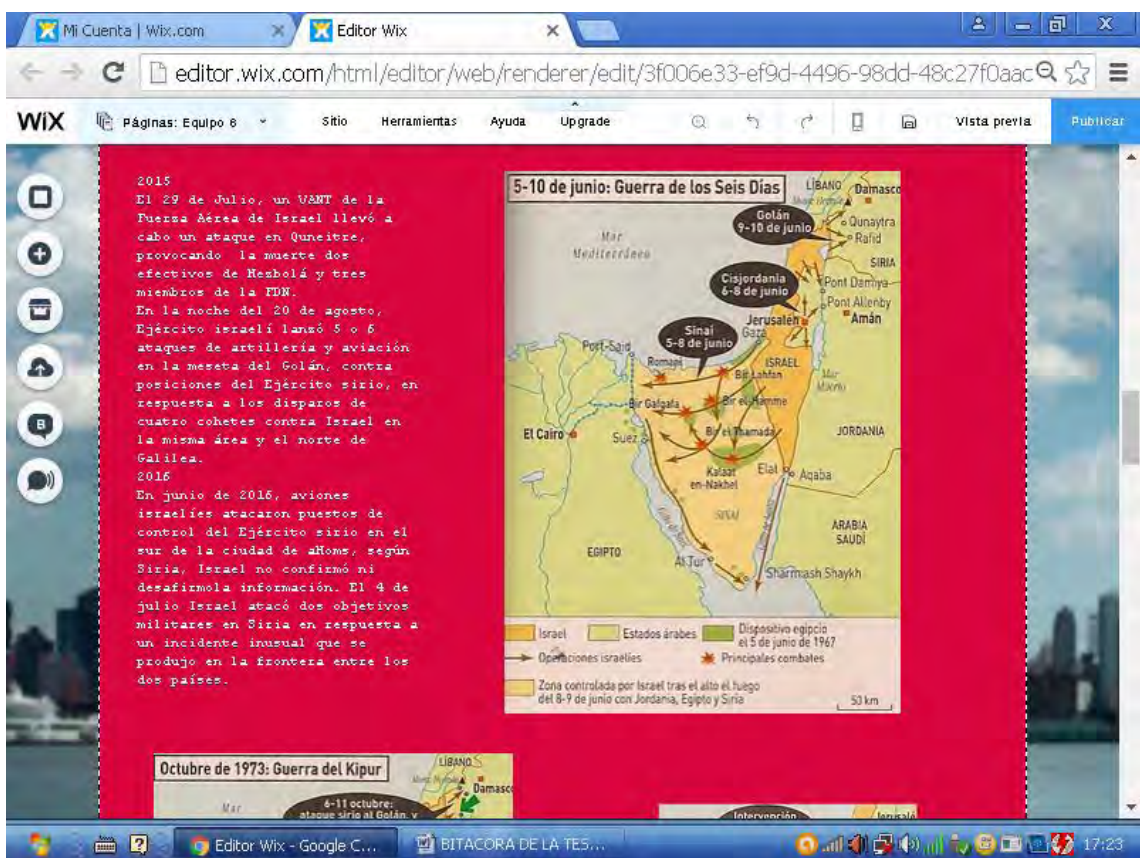 Mi Cuenta | Wix.com
Editor Wix
editor.wix.com/html/editor/web/renderer/edit/3f006e33-ef9d-4496-98dd-48c27f0aac
WiX
Páginas: Equipo 6
Sitio
Herramientas
Ayuda
Upgrade
Vista previa
Publicar
2015
El 29 de Julio, un VANT de la
Fuerza Aérea de Israel llevó a
cabo un ataque en Quneitre,
provocando la muerte dos
efectivos de Hezbolá y tres
miembros de la FDN.
En la noche del 20 de agosto,
Ejército israelí lanzó 5 o 6
ataques de artillería y aviación
en la meseta del Golán, contra
posiciones del Ejército sirio, en
respuesta a los disparos de
cuatro cohetes contra Israel en
la misma área y el norte de
Galilea.
2016
En junio de 2016, aviones
israelíes atacaron puestos de
control del Ejército sirio en el
sur de la ciudad de aHoms, según
Siria, Israel no confirmó ni
desafirmola información. El 4 de
julio Israel atacó dos objetivos
militares en Siria en respuesta a
un incidente inusual que se
produjo en la frontera entre los
dos países.
5-10 de junio: Guerra de los Seis Días
LÍBANO
Damasco
Golán
9-10 de junio
Qunaytra
Rafid
SIRIA
Mar
Mediterráneo
Cisjordania
6-8 de junio
Pont Damiya
Pont Allenby
Jerusalén
Amán
Sinaí
5-8 de junio
Gaza
Port-Said
Romani
ISRAEL
Bir Lahfan
Mar
Muerto
Bir Gafgafa
Bir el-Hamme
El Cairo
Suez
Bir el Thamada
JORDANIA
Kalaat
en-Nakhel
Elat
Aqaba
SINAÍ
ARABIA
SAUDÍ
EGIPTO
At Tur
Sharm ash Shaykh
Israel
Estados árabes
Dispositivo egipcio
el 5 de junio de 1967
Operaciones israelíes
Principales combates
Zona controlada por Israel tras el alto el fuego
del 8-9 de junio con Jordania, Egipto y Siria
50 km
Octubre de 1973: Guerra del Kipur
LÍBANO
Damasco
Mar
6-11 octubre:
ataque sirio al Golán, y
Intervención
Jerusalé
Editor Wix - Google C...
BITACORA DE LA TES...
17:23